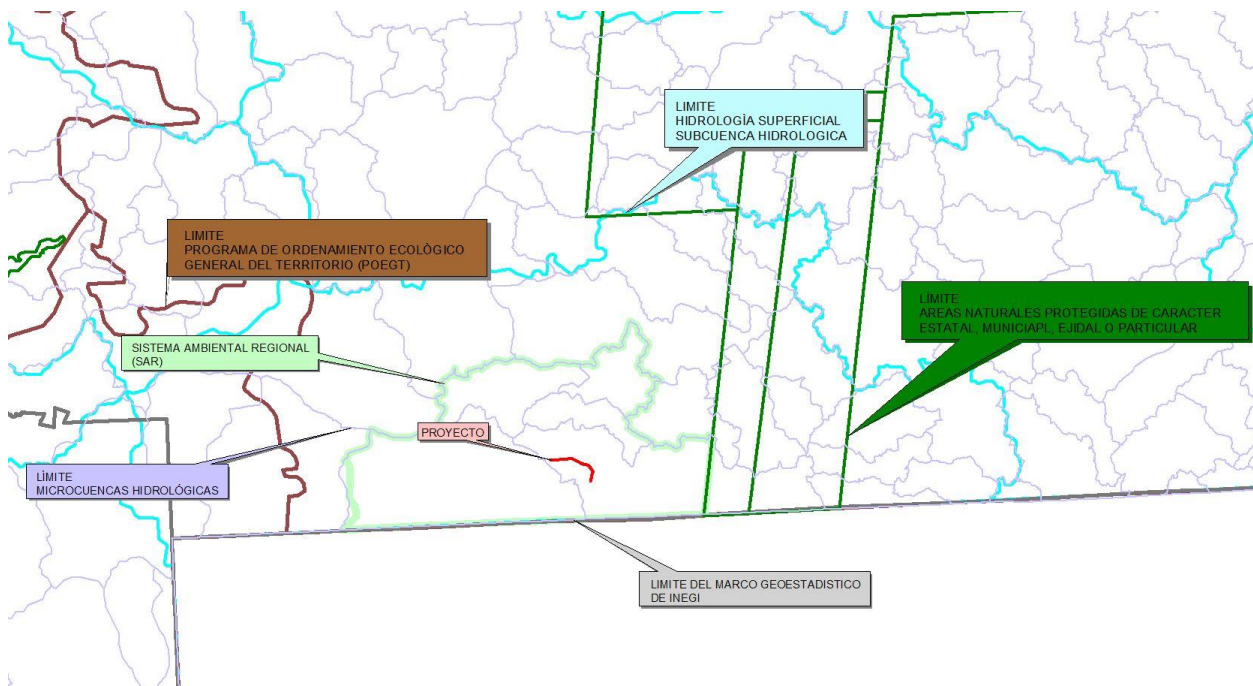 LIMITE
HIDROLOGÍA SUPERFICIAL
SUBCUENCA HIDROLOGICA
LIMITE
PROGRAMA DE ORDENAMIENTO ECOLÒGICO
GENERAL DEL TERRITORIO (POEGT)
LÍMITE
AREAS NATURALES PROTEGIDAS DE CARACTER
ESTATAL, MUNICIAPL, EJIDAL O PARTICULAR
SISTEMA AMBIENTAL REGIONAL
(SAR)
PROYECTO
LÍMITE
MICROCUENCAS HIDROLÓGICAS
LIMITE DEL MARCO GEOESTADISTICO
DE INEGI